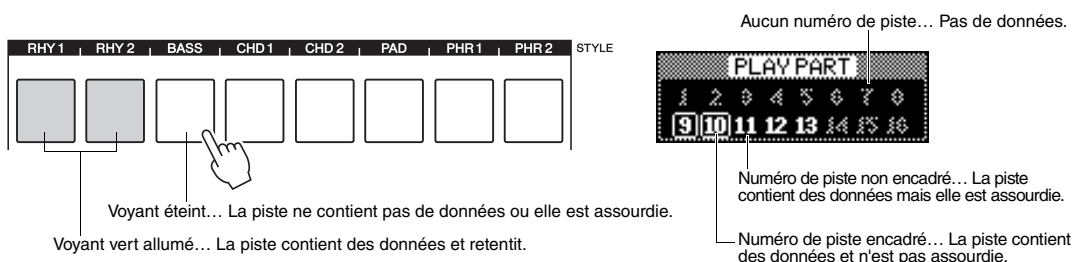 Aucun numéro de piste… Pas de données.
RHY 1 RHY 2 BASS CHD 1 CHD 2 PAD PHR 1 PHR 2 STYLE
PLAY PART
1 2 3 4 5 6 7 8
9 10 11 12 13 14 15 16
Numéro de piste non encadré… La piste
contient des données mais elle est assourdie.
Voyant éteint… La piste ne contient pas de données ou elle est assourdie.
Voyant vert allumé… La piste contient des données et retentit.
Numéro de piste encadré… La piste contient
des données et n'est pas assourdie.